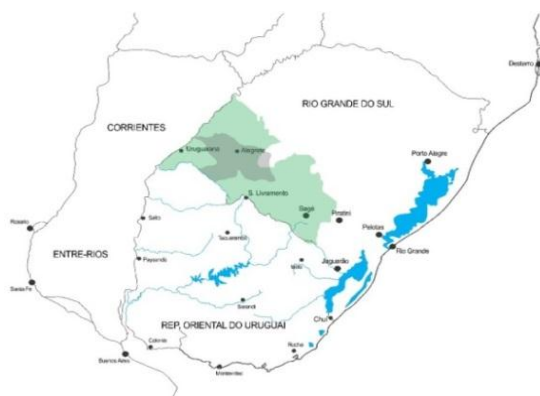 Desterro
RIO GRANDE DO SUL
CORRIENTES
Uruguaiana
Alegrete
Porto Alegre
S. Livramento
Rosario
Salto
Bagé
Piratini
Tacuarembó
Pelotas
Rio Grande
ENTRE-RIOS
Paysandú
Melo
Jaguarão
Santa Fe
Sarandí
Chuí
REP. ORIENTAL DO URUGUAI
Colonia
Rocha
Buenos Aires
Montevideo